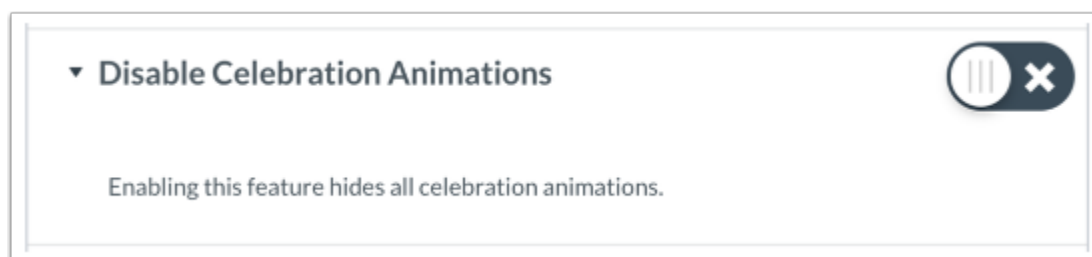 Disable Celebration Animations
Enabling this feature hides all celebration animations.